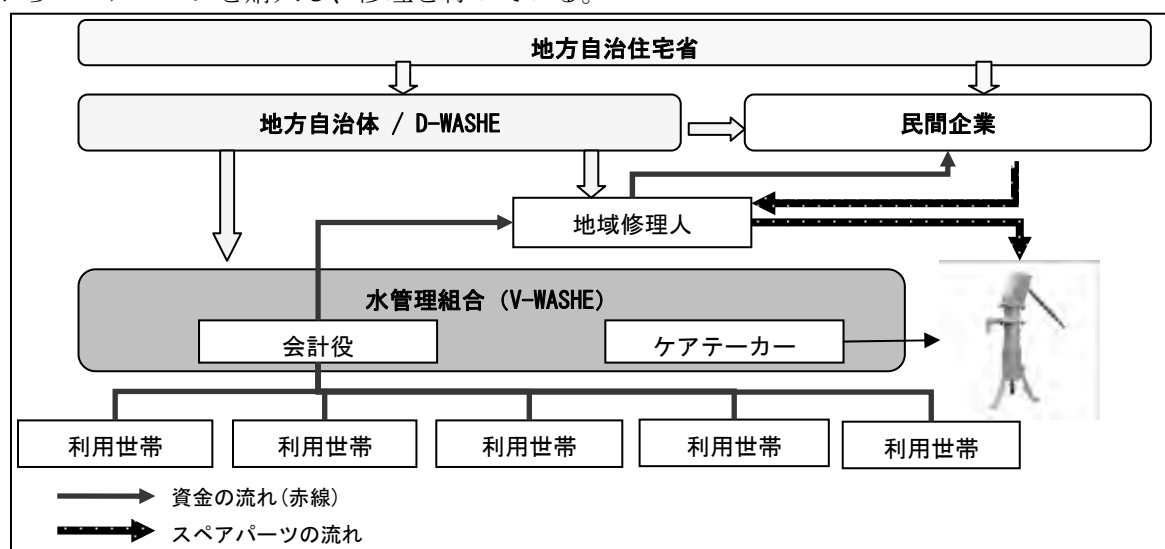 地方自治住宅省
地方自治体 / D-WASHE
民間企業
地域修理人
水管理組合 (V-WASHE)
会計役
ケアテーカー
利用世帯
利用世帯
利用世帯
利用世帯
利用世帯
資金の流れ(赤線)
スペアパーツの流れ